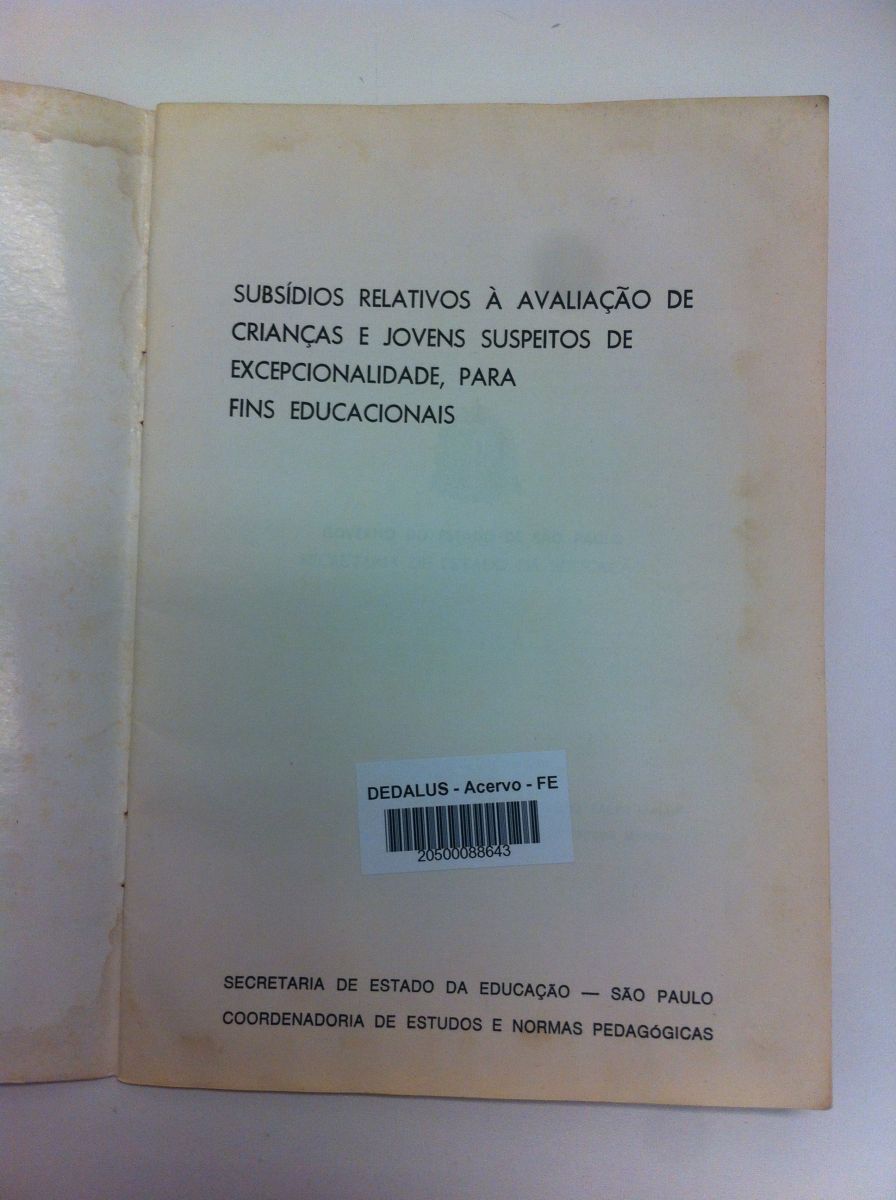 SUBSÍDIOS RELATIVOS À AVALIAÇÃO DE
CRIANÇAS E JOVENS SUSPEITOS DE
EXCEPCIONALIDADE, PARA
FINS EDUCACIONAIS
DEDALUS - Acervo - FE
20500088643
SECRETARIA DE ESTADO DA EDUCAÇÃO — SÃO PAULO
COORDENADORIA DE ESTUDOS E NORMAS PEDAGÓGICAS